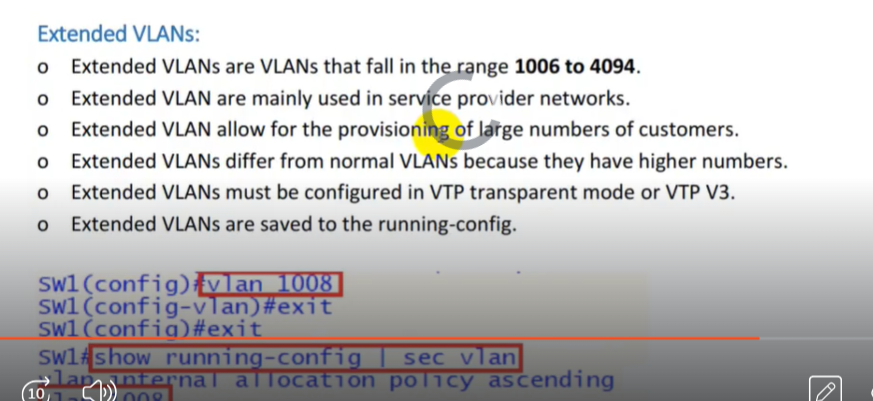 Extended VLANs:
o Extended VLANs are VLANs that fall in the range 1006 to 4094.
o Extended VLAN are mainly used in service provider networks.
o Extended VLAN allow for the provisioning of large numbers of customers.
o Extended VLANs differ from normal VLANs because they have higher numbers.
o Extended VLANs must be configured in VTP transparent mode or VTP V3.
o Extended VLANs are saved to the running-config.
SW1(config)#vlan 1008
SW1(config-vlan)#exit
SW1(config)#exit
SW1#show running-config | sec vlan
vlan internal allocation policy ascending
10